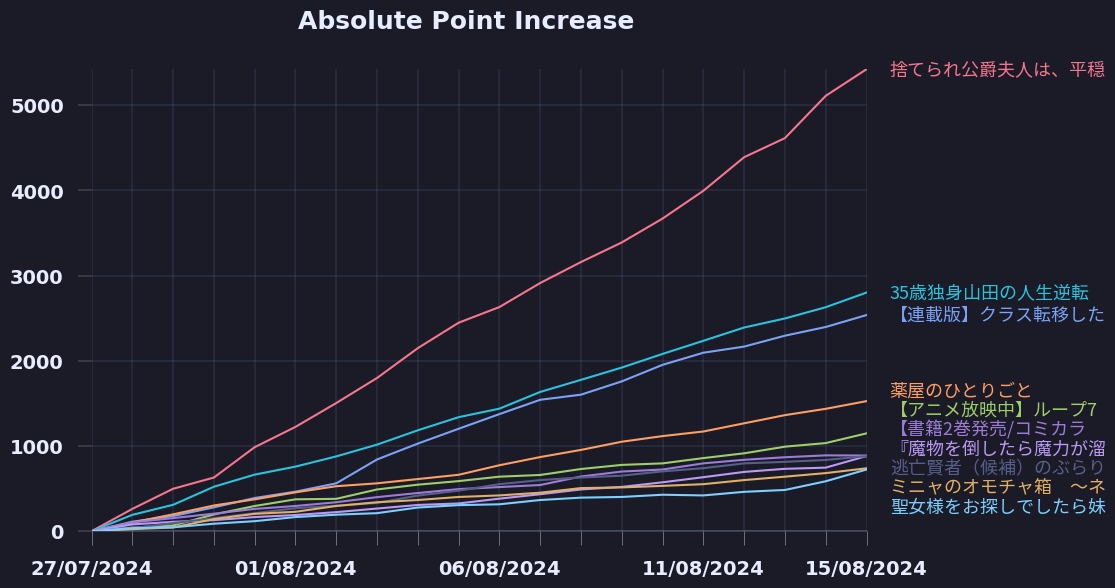 Absolute Point Increase
捨てられ公爵夫人は、平穏
5000
4000
3000
35歳独身山田の人生逆転
【連載版】クラス転移した
2000
薬屋のひとりごと
【アニメ放映中】ループ7
【書籍2巻発売/コミカラ
1000
『魔物を倒したら魔力が溜
逃亡賢者（候補）のぶらり
ミニャのオモチャ箱　～ネ
聖女様をお探しでしたら妹
0
27/07/2024 01/08/2024 06/08/2024 11/08/2024 15/08/2024